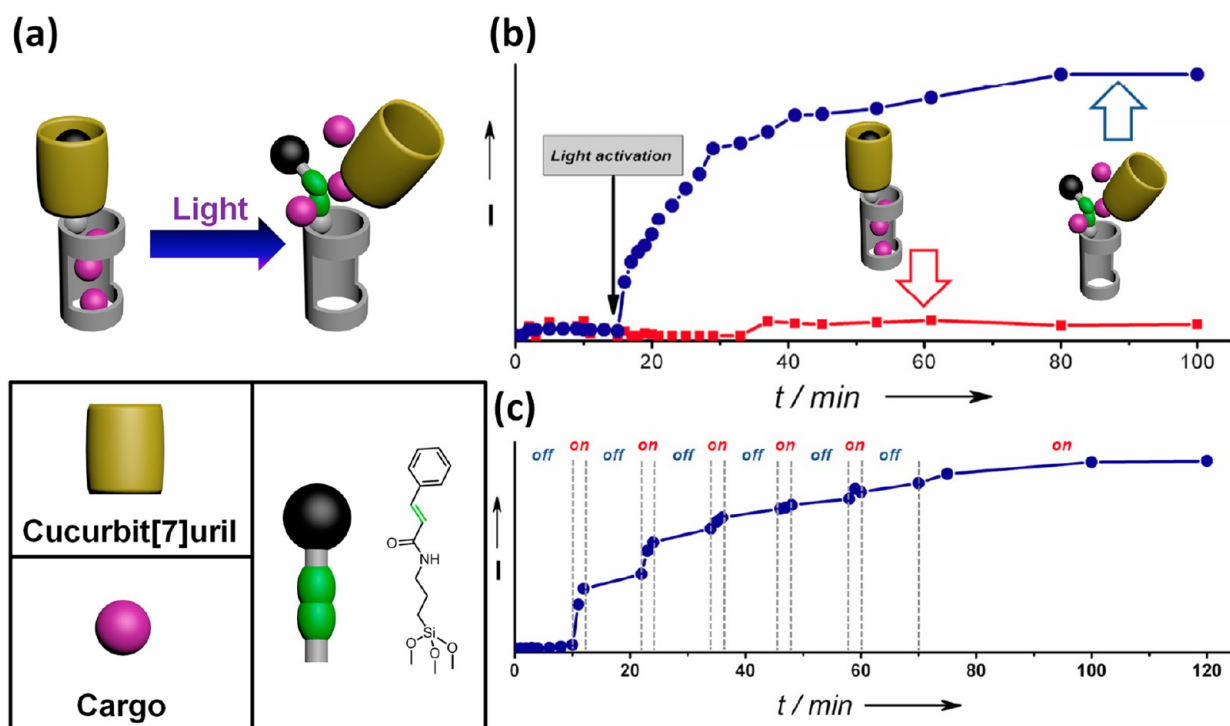 (a)
Light
Cucurbit[7]uril
Cargo
O
NH
Si
O
O
O
(b)
Light activation
I
0 20 40 60 80 100
t / min
(c)
off on off on off on off on off on off on
I
0 20 40 60 80 100 120
t / min